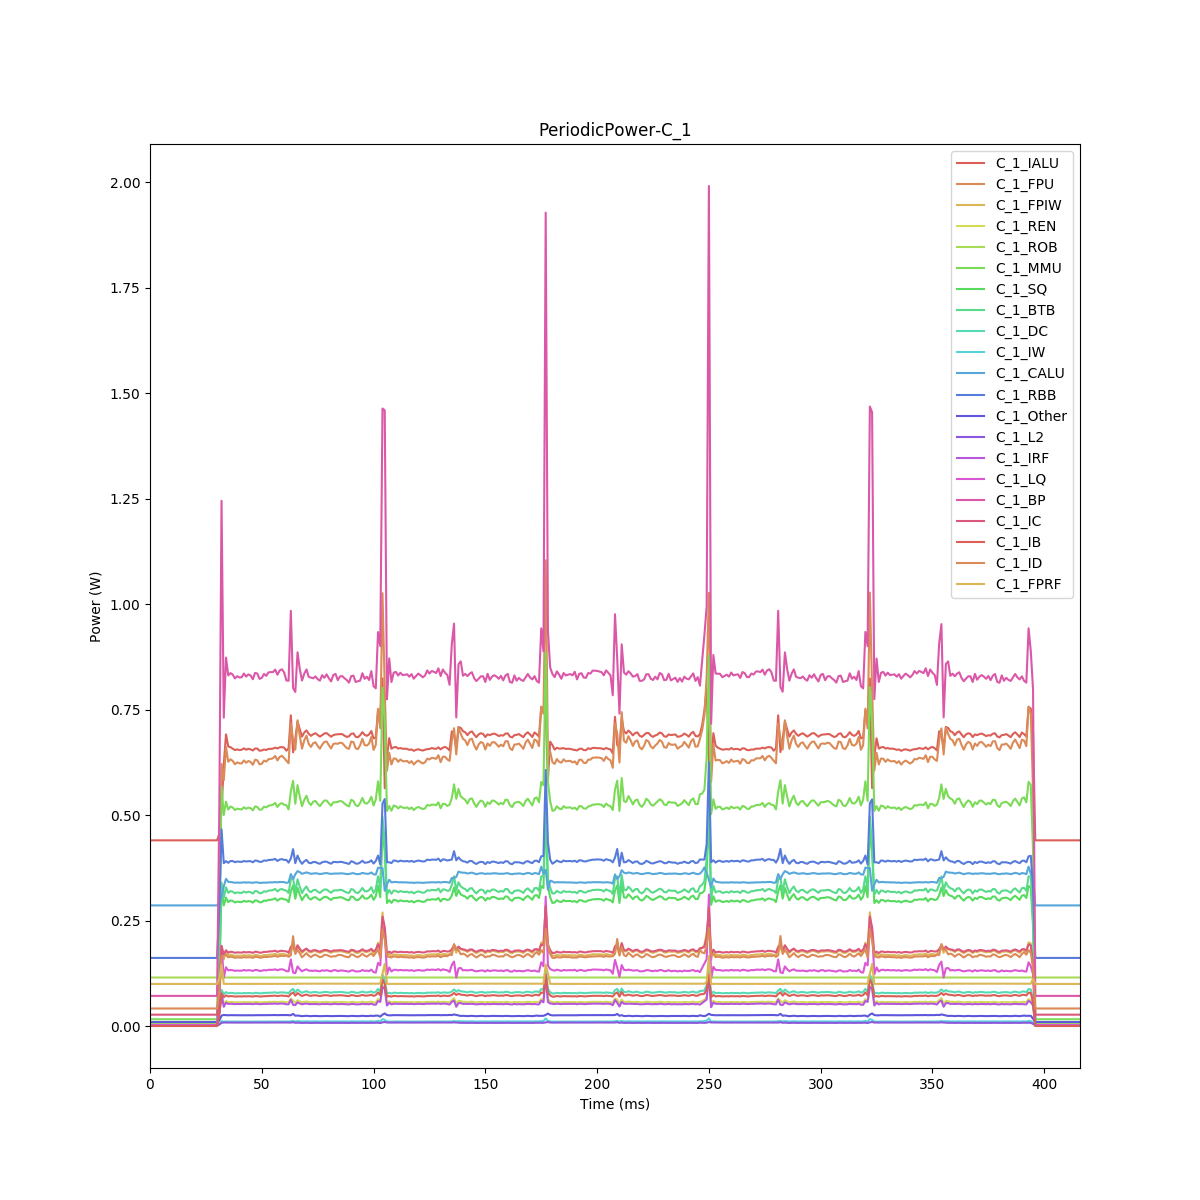 PeriodicPower-C_1
2.00
1.75
1.50
1.25
1.00
0.75
0.50
0.25
0.00
Power (W)
0 50 100 150 200 250 300 350 400
Time (ms)
C_1_IALU
C_1_FPU
C_1_FPIW
C_1_REN
C_1_ROB
C_1_MMU
C_1_SQ
C_1_BTB
C_1_DC
C_1_IW
C_1_CALU
C_1_RBB
C_1_Other
C_1_L2
C_1_IRF
C_1_LQ
C_1_BP
C_1_IC
C_1_IB
C_1_ID
C_1_FPRF